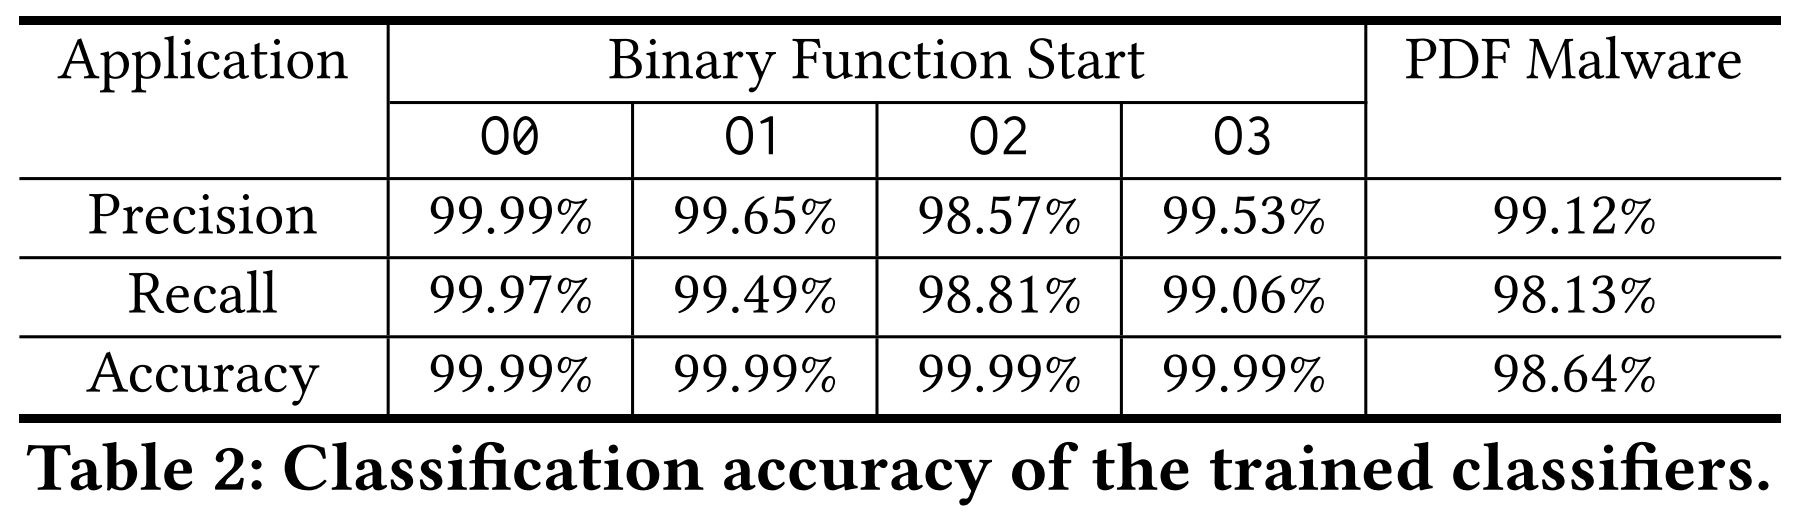 Application Binary Function Start PDF Malware
O0 O1 O2 O3
Precision 99.99% 99.65% 98.57% 99.53% 99.12%
Recall 99.97% 99.49% 98.81% 99.06% 98.13%
Accuracy 99.99% 99.99% 99.99% 99.99% 98.64%
Table 2: Classification accuracy of the trained classifiers.